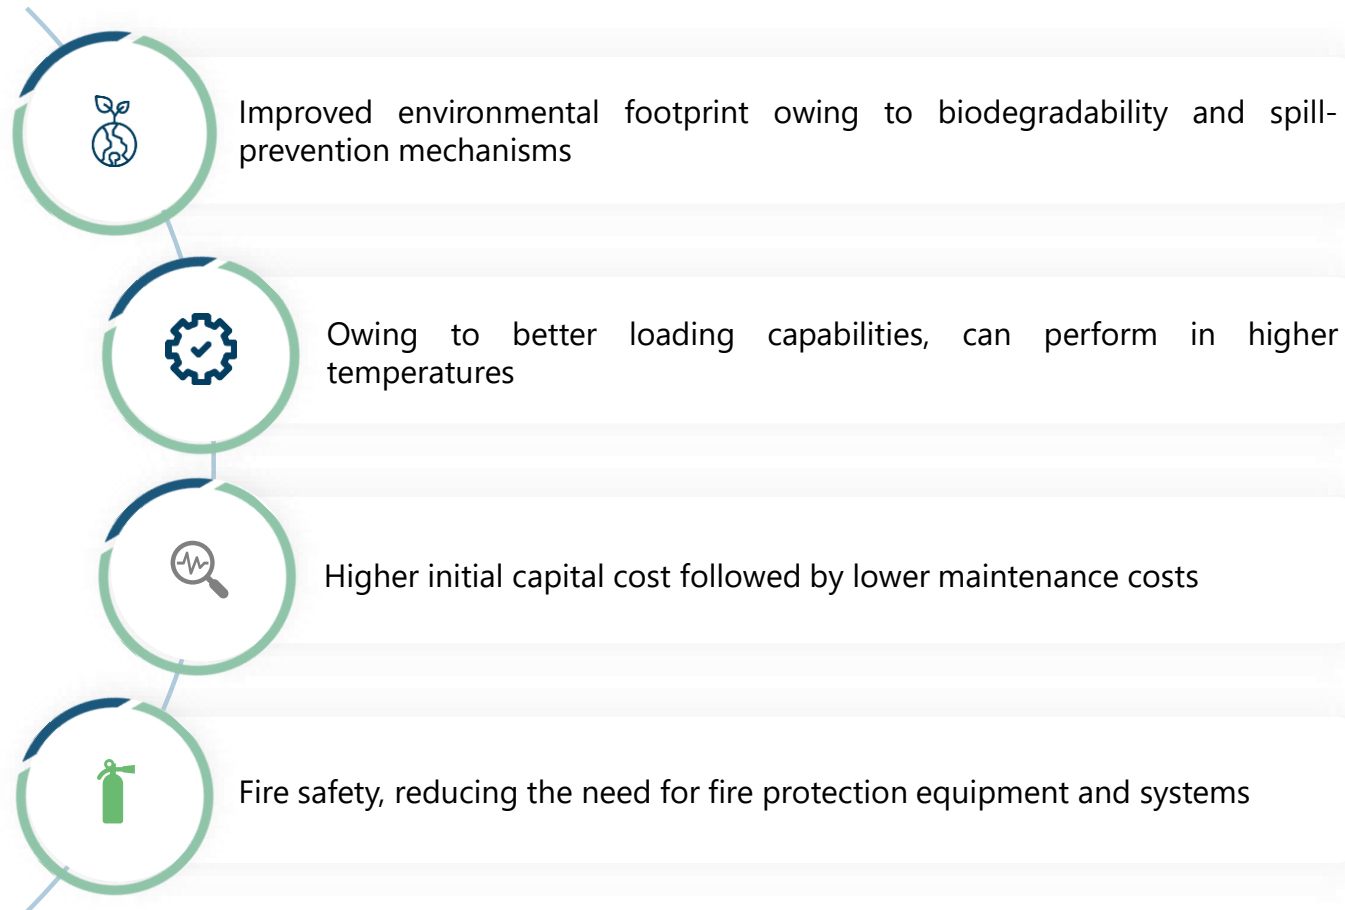 Improved environmental footprint owing to biodegradability and spill-
prevention mechanisms
Owing to better loading capabilities, can perform in higher
temperatures
Higher initial capital cost followed by lower maintenance costs
Fire safety, reducing the need for fire protection equipment and systems